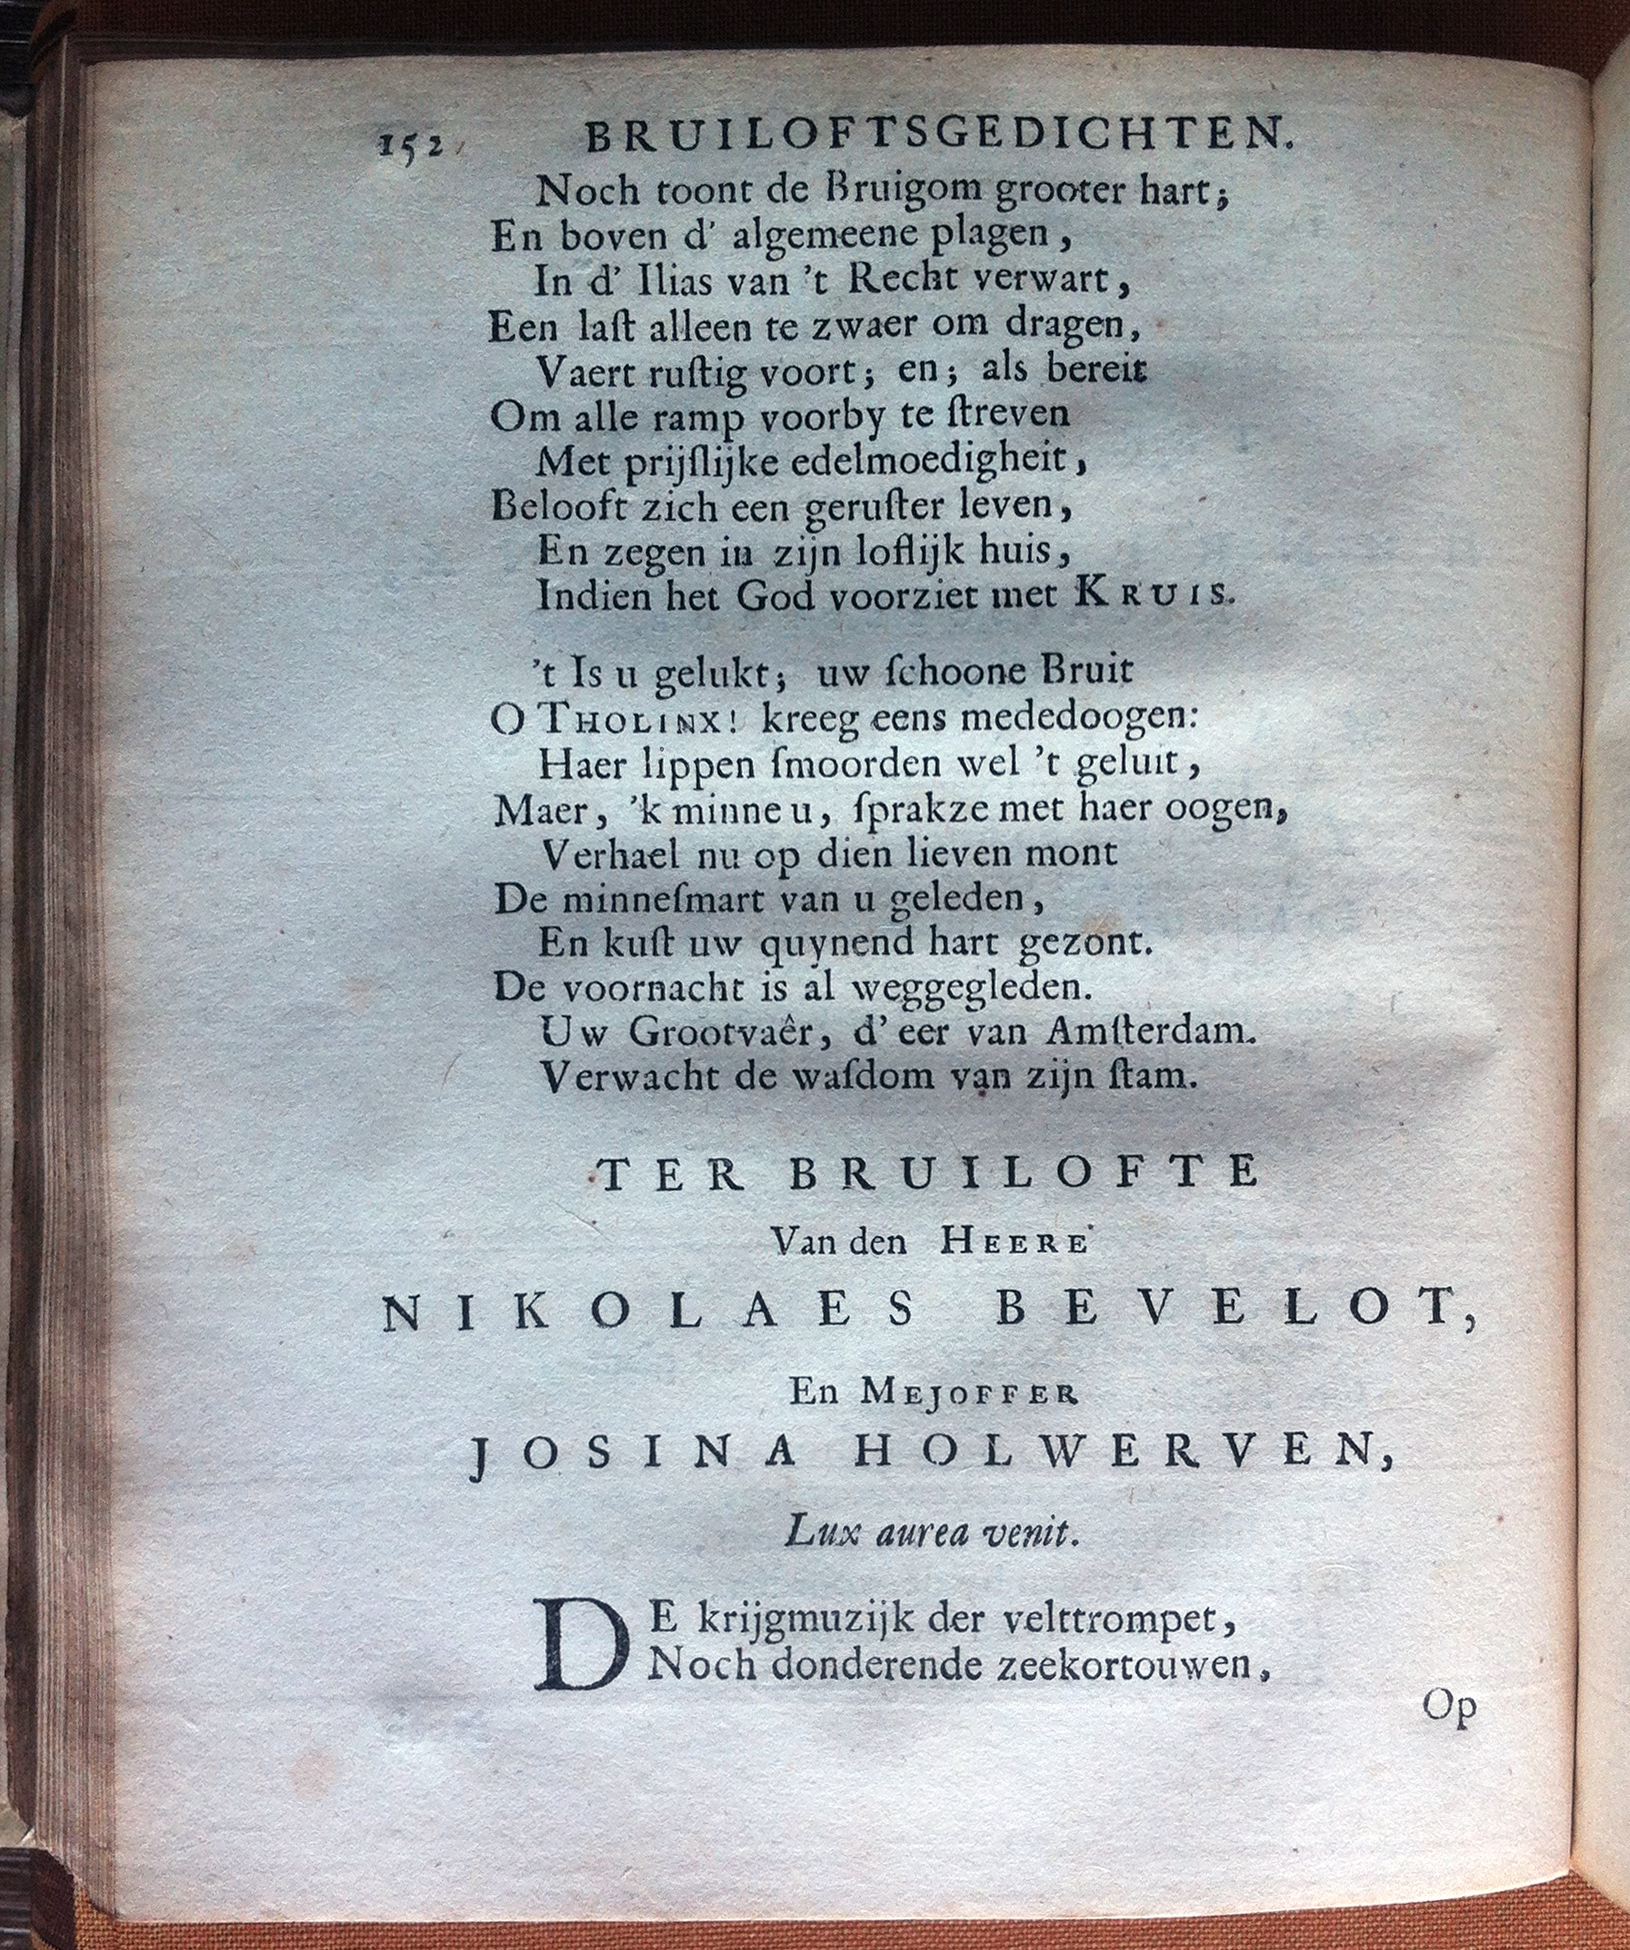 152 BRUILOFTSGEDICHTEN.
Noch toont de Bruigom grooter hart;
En boven d' algemeene plagen,
In d' Ilias van 't Recht verwart,
Een laſt alleen te zwaer om dragen,
Vaert ruſtig voort; en; als bereit
Om alle ramp voorby te ſtreven
Met prijſlijke edelmoedigheit,
Belooft zich een geruſter leven,
En zegen in zijn loflijk huis,
Indien het God voorziet met KRUIS.
't Is u gelukt; uw ſchoone Bruit
O THOLINX! kreeg eens mededoogen:
Haer lippen ſmoorden wel 't geluit,
Maer, 'k minne u, ſprakze met haer oogen,
Verhael nu op dien lieven mont
De minneſmart van u geleden,
En kuſt uw quynend hart gezont.
De voornacht is al weggegleden.
Uw Grootvaêr, d' eer van Amſterdam.
Verwacht de wasdom van zijn ſtam.
TER BRUILOFTE
Van den HEERE
NIKOLAES BEVELOT,
En MEJOFFER
JOSINA HOLWERVEN,
Lux aurea venit.
DE krijgmuzijk der velttrompet,
Noch donderende zeekortouwen,
Op